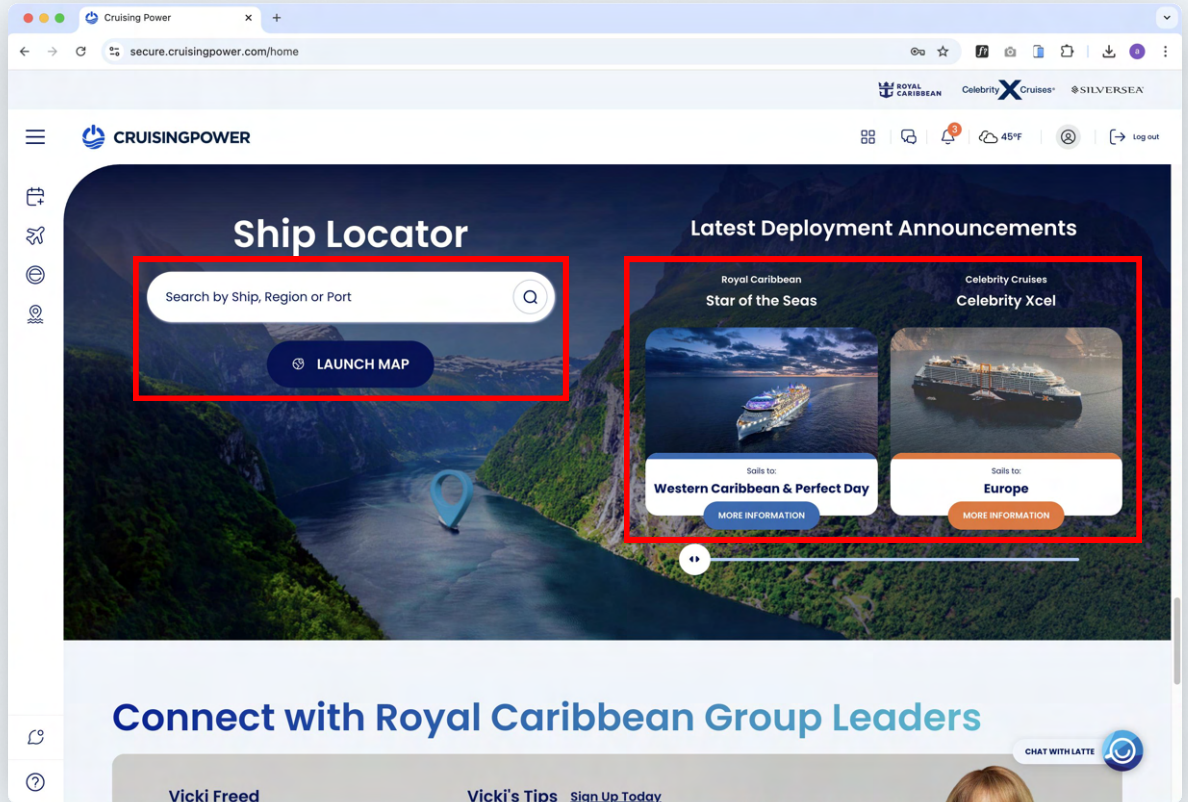 Cruising Power
secure.cruisingpower.com/home
a
ROYAL
CARIBBEAN
Celebrity X Cruises®
SILVERSEA
CRUISINGPOWER
3
45°F
Log out
Ship Locator
Search by Ship, Region or Port
LAUNCH MAP
Latest Deployment Announcements
Royal Caribbean
Star of the Seas
Sails to:
Western Caribbean & Perfect Day
MORE INFORMATION
Celebrity Cruises
Celebrity Xcel
Sails to:
Europe
MORE INFORMATION
Connect with Royal Caribbean Group Leaders
CHAT WITH LATTE
Vicki Freed
Vicki's Tips Sign Up Today